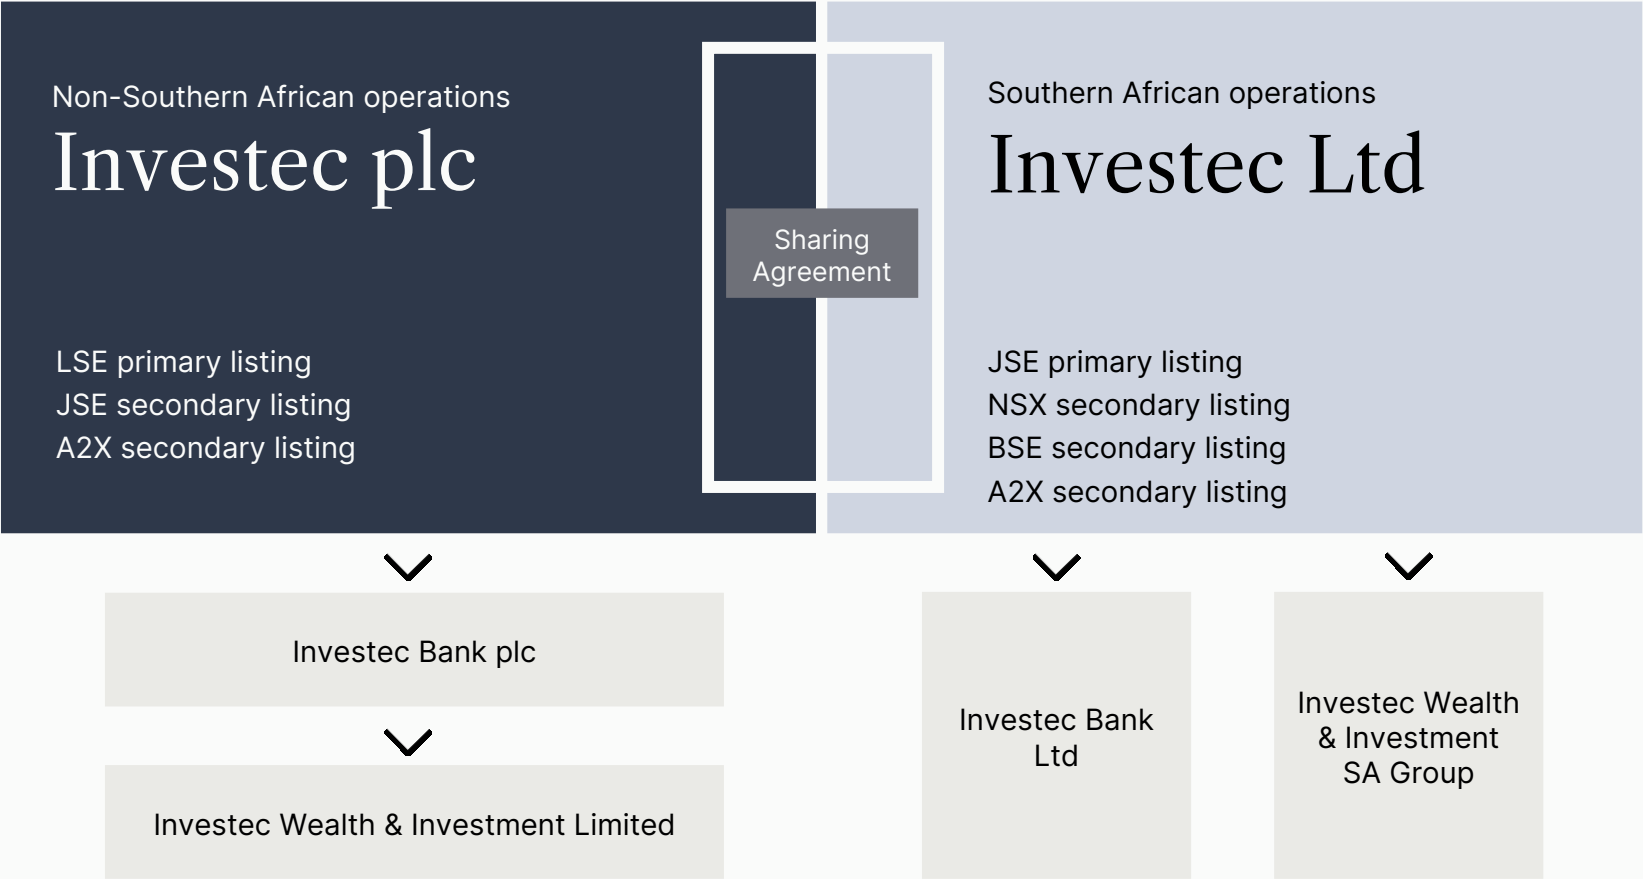 Non-Southern African operations
Investec plc
LSE primary listing
JSE secondary listing
A2X secondary listing
Sharing
Agreement
Southern African operations
Investec Ltd
JSE primary listing
NSX secondary listing
BSE secondary listing
A2X secondary listing
Investec Bank plc
Investec Wealth & Investment Limited
Investec Bank
Ltd
Investec Wealth
& Investment
SA Group